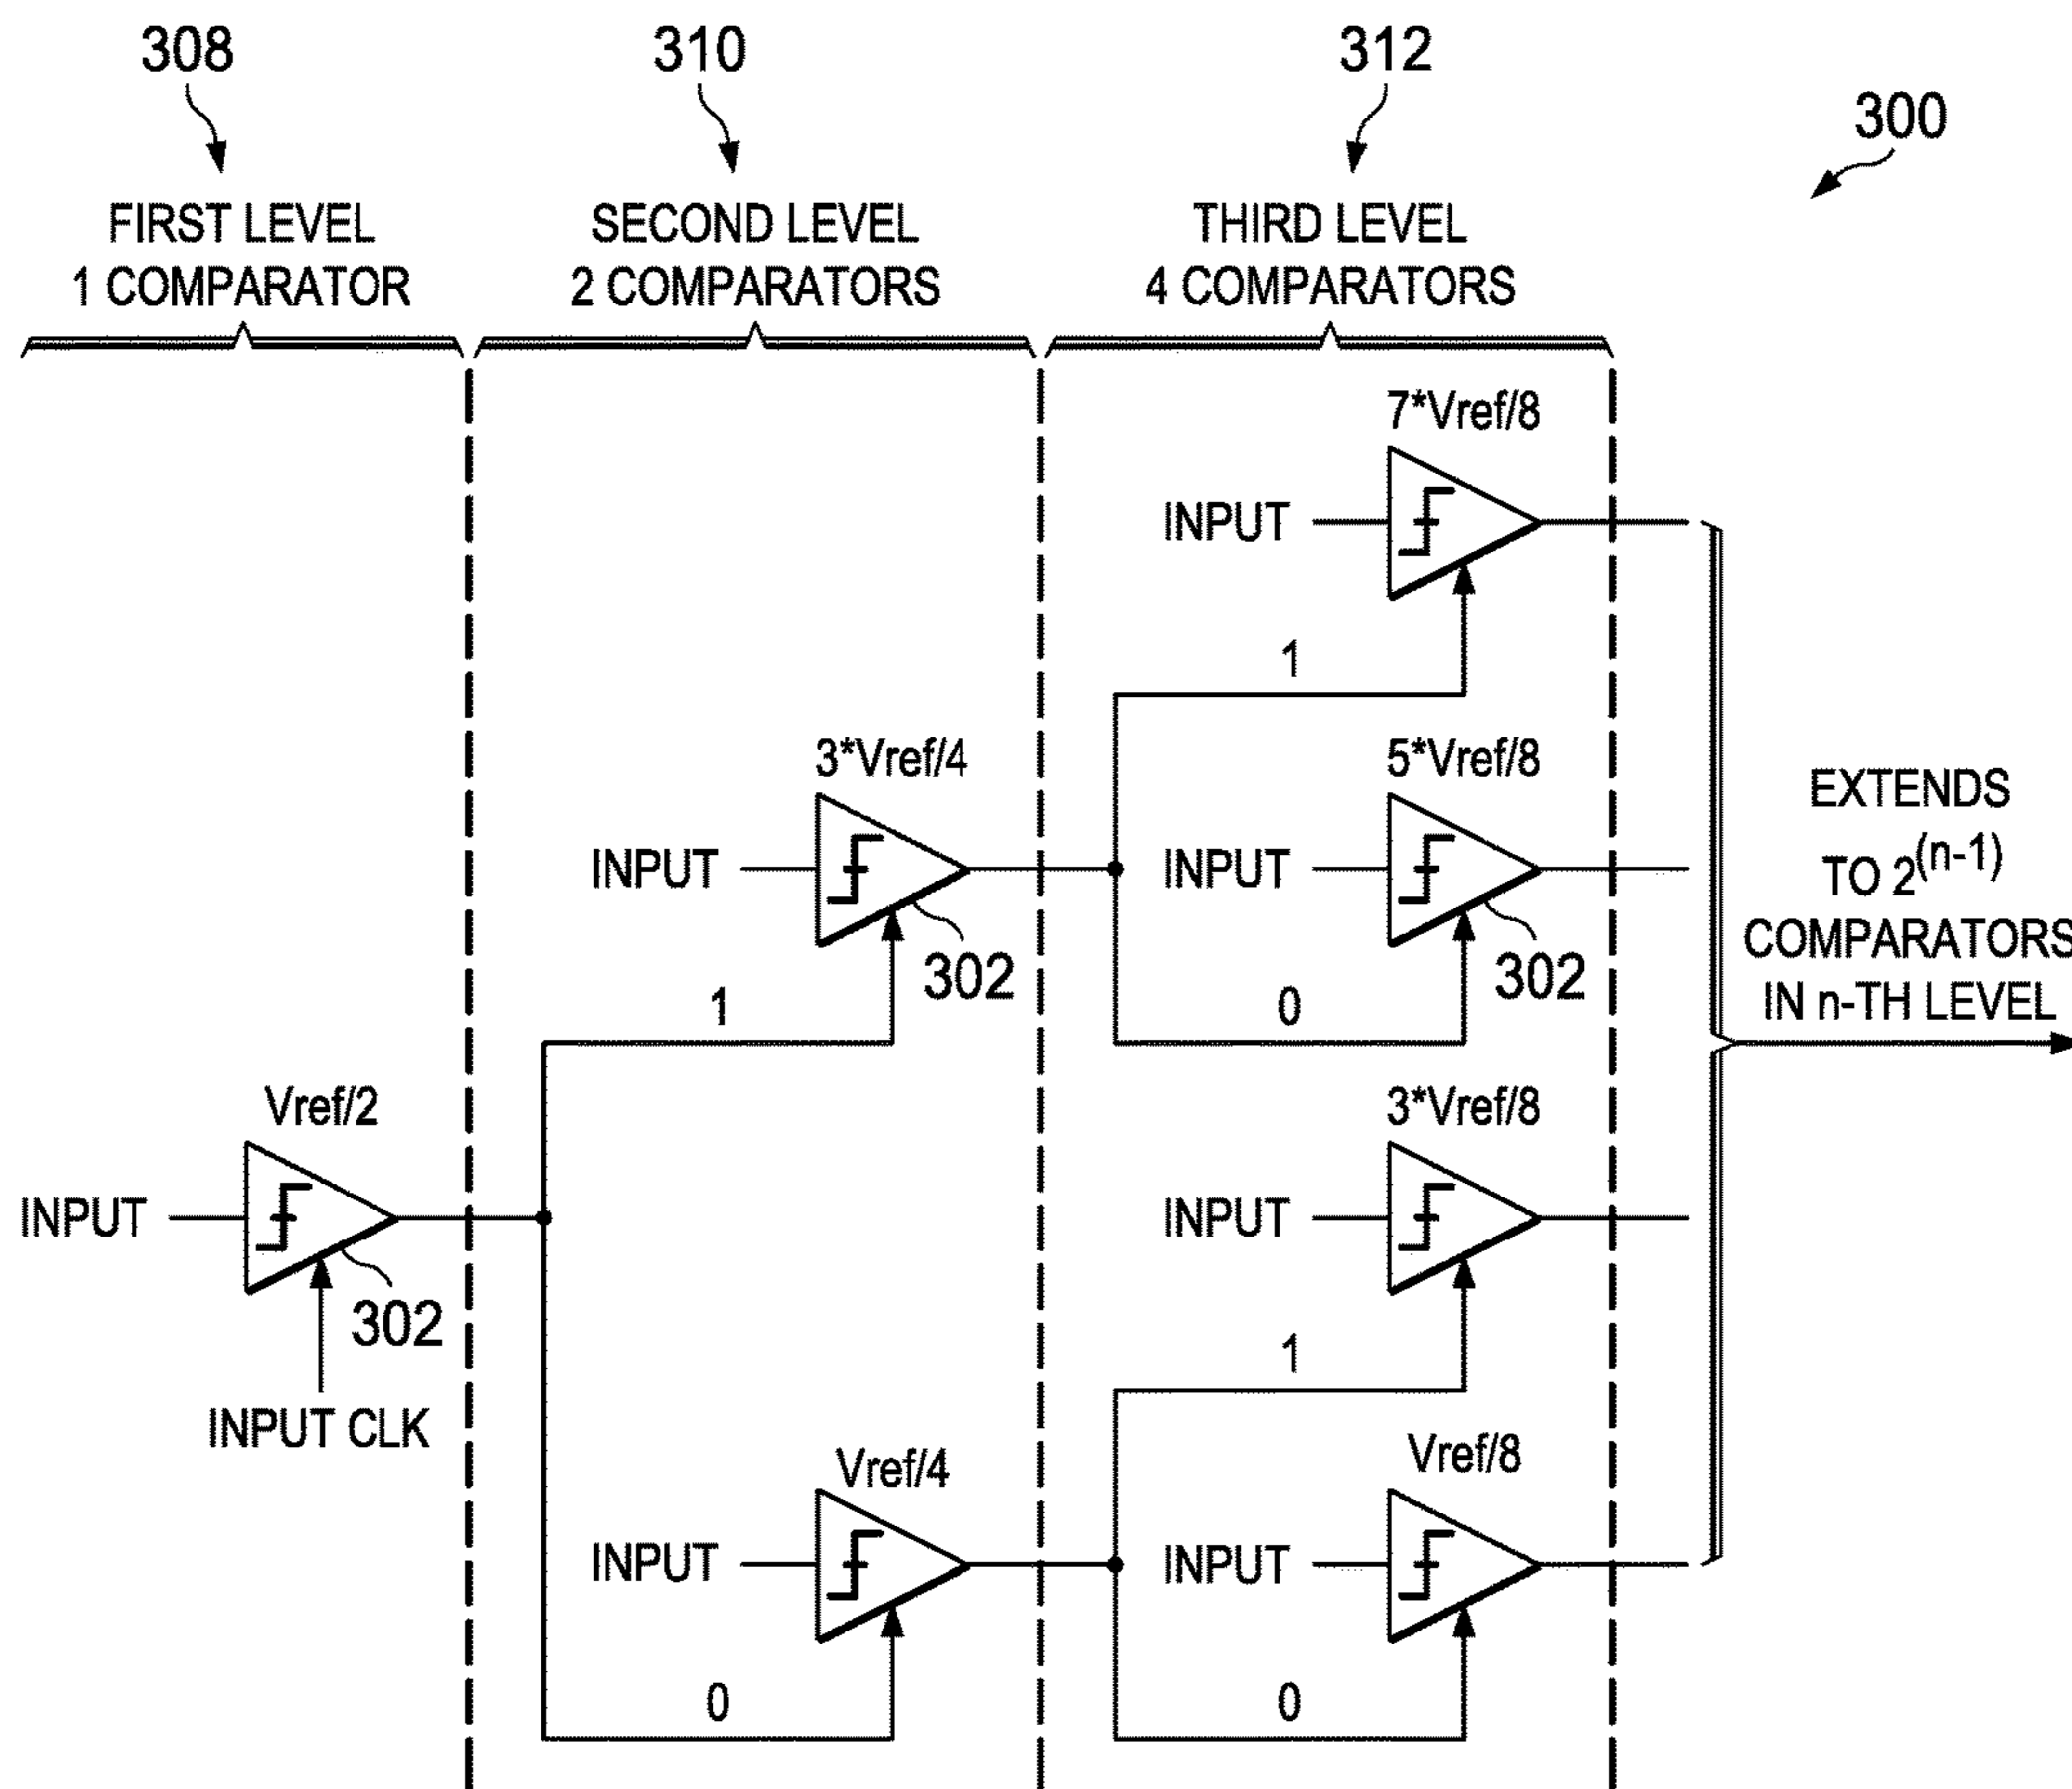 308
310
312
300
FIRST LEVEL
1 COMPARATOR
SECOND LEVEL
2 COMPARATORS
THIRD LEVEL
4 COMPARATORS
7*Vref/8
INPUT
1
3*Vref/4
5*Vref/8
INPUT
INPUT
302
302
1
0
EXTENDS
TO 2^(n-1)
COMPARATORS
IN n-TH LEVEL
Vref/2
3*Vref/8
INPUT
INPUT
302
1
INPUT CLK
Vref/4
Vref/8
INPUT
INPUT
0
0